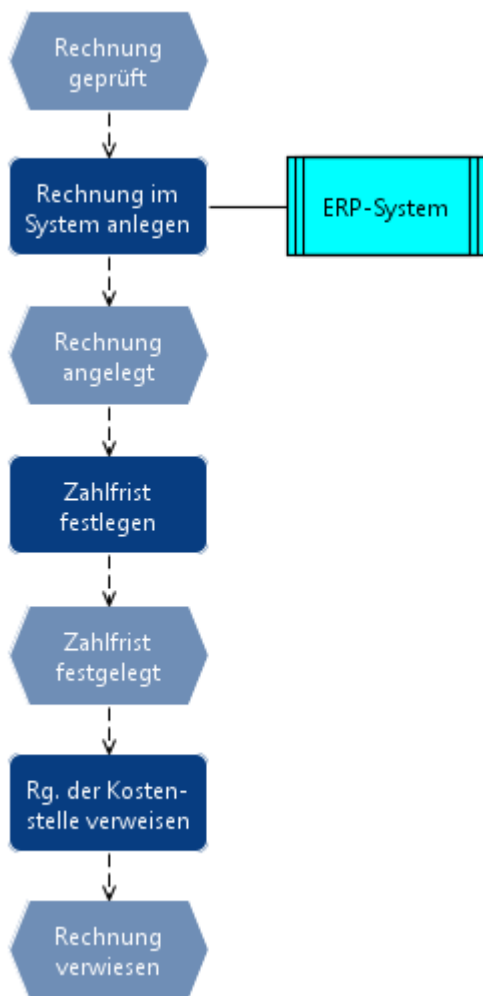 Rechnung
geprüft
Rechnung im
System anlegen
ERP-System
Rechnung
angelegt
Zahlfrist
festlegen
Zahlfrist
festgelegt
Rg. der Kosten-
stelle verweisen
Rechnung
verwiesen